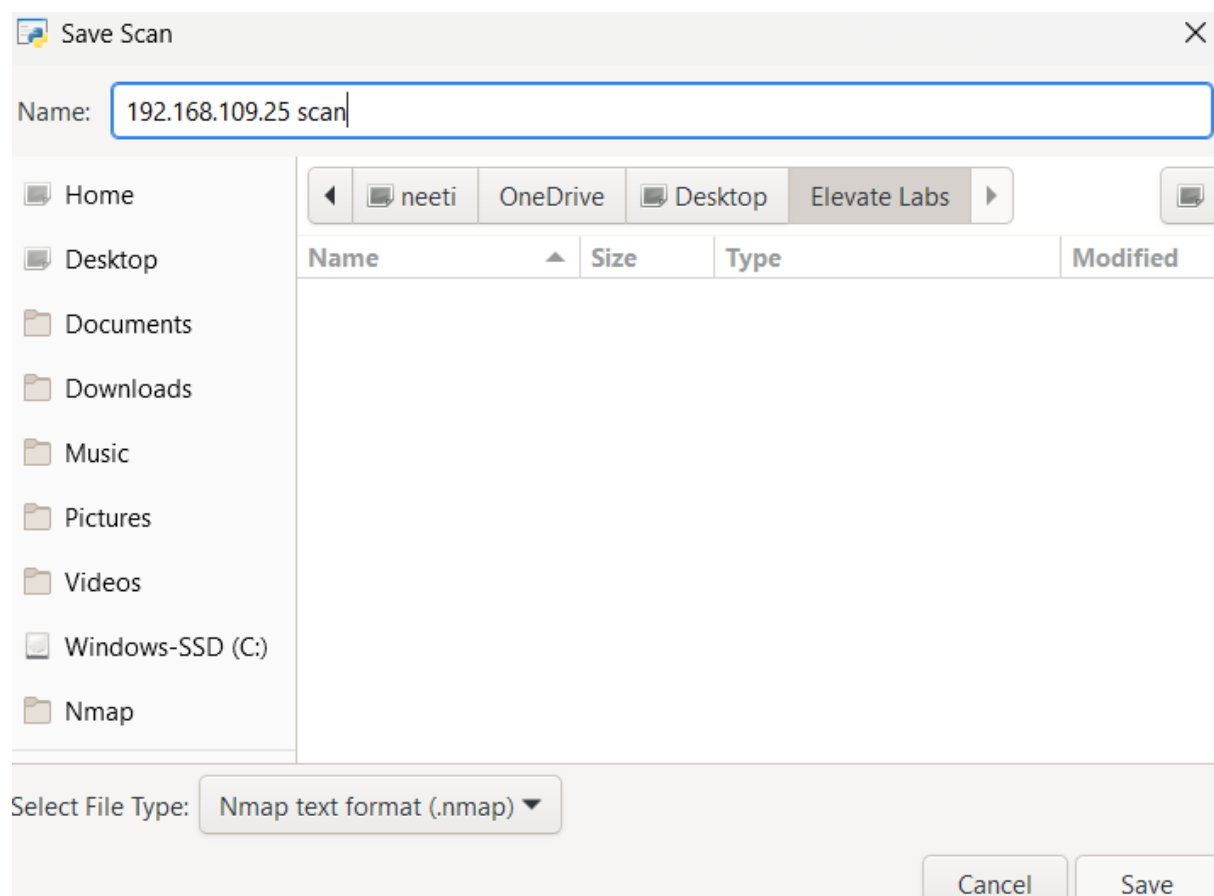 Save Scan
Name: 192.168.109.25 scan
Home
neeti OneDrive Desktop Elevate Labs
Desktop
Name Size Type Modified
Documents
Downloads
Music
Pictures
Videos
Windows-SSD (C:)
Nmap
Select File Type: Nmap text format (.nmap)
Cancel Save